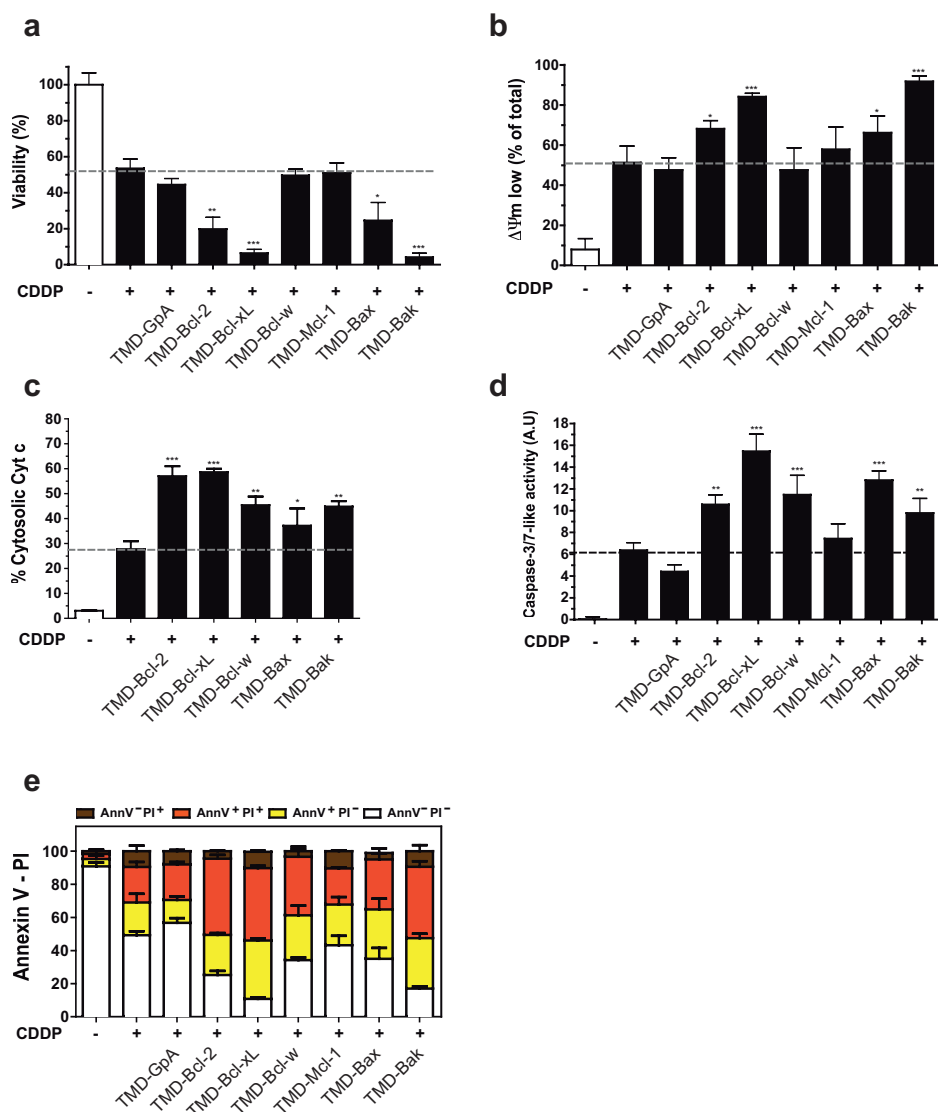 a
Viability (%)
100
80
60
40
20
0
** *** * ***
CDDP - + + + + + + + +
TMD-GpA
TMD-Bcl-2
TMD-Bcl-xL
TMD-Bcl-w
TMD-Mcl-1
TMD-Bax
TMD-Bak
b
ΔΨm low (% of total)
100
80
60
40
20
0
* *** * ***
CDDP - + + + + + + + +
TMD-GpA
TMD-Bcl-2
TMD-Bcl-xL
TMD-Bcl-w
TMD-Mcl-1
TMD-Bax
TMD-Bak
c
% Cytosolic Cyt c
80
70
60
50
40
30
20
10
0
*** *** ** * **
CDDP - + + + + + +
TMD-Bcl-2
TMD-Bcl-xL
TMD-Bcl-w
TMD-Bax
TMD-Bak
d
Caspase-3/7-like activity (A.U)
18
16
14
12
10
8
6
4
2
0
** *** *** *** **
CDDP - + + + + + + + +
TMD-GpA
TMD-Bcl-2
TMD-Bcl-xL
TMD-Bcl-w
TMD-Mcl-1
TMD-Bax
TMD-Bak
e
AnnV⁻PI⁺ AnnV⁺PI⁺ AnnV⁺PI⁻ AnnV⁻PI⁻
Annexin V - PI
100
80
60
40
20
0
CDDP - + + + + + + + +
TMD-GpA
TMD-Bcl-2
TMD-Bcl-xL
TMD-Bcl-w
TMD-Mcl-1
TMD-Bax
TMD-Bak